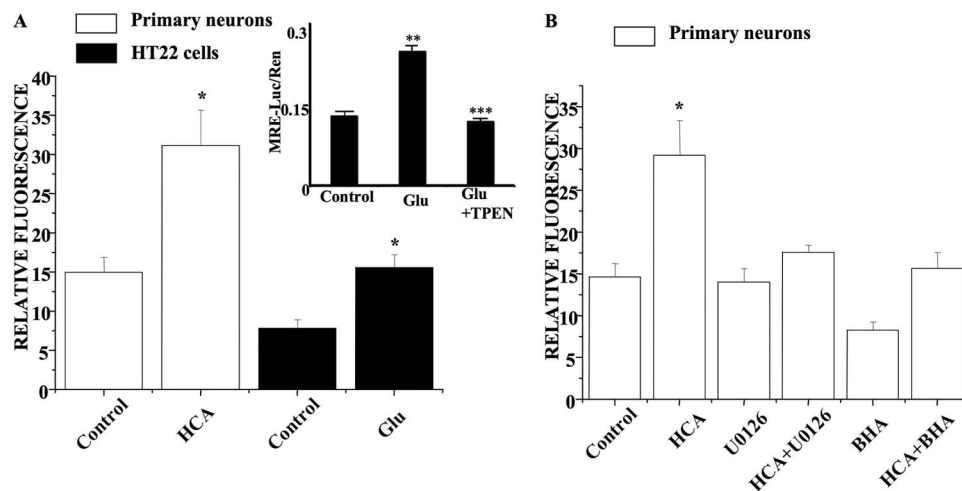 A
Primary neurons
HT22 cells
RELATIVE FLUORESCENCE
40
35
30
25
20
15
10
5
0
*
*
Control
HCA
Control
Glu
MRE-Luc/Ren
0.3
0.15
0
**
***
Control
Glu
Glu
+TPEN
B
Primary neurons
RELATIVE FLUORESCENCE
35
30
25
20
15
10
5
0
*
Control
HCA
U0126
HCA+U0126
BHA
HCA+BHA